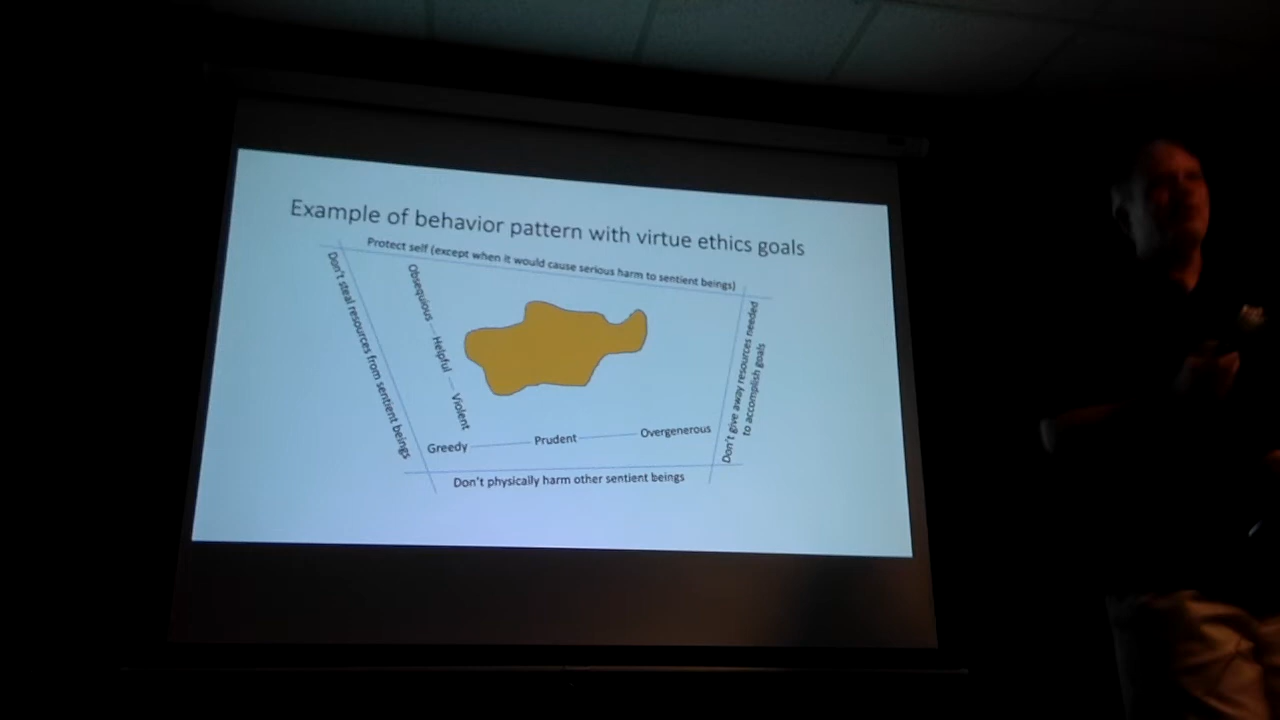 Example of behavior pattern with virtue ethics goals
Protect self (except when it would cause serious harm to sentient beings)
Don't steal resources from sentient beings
Obsequious — Helpful — Violent
Don't give away resources needed
to accomplish goals
Greedy Prudent Overgenerous
Don't physically harm other sentient beings